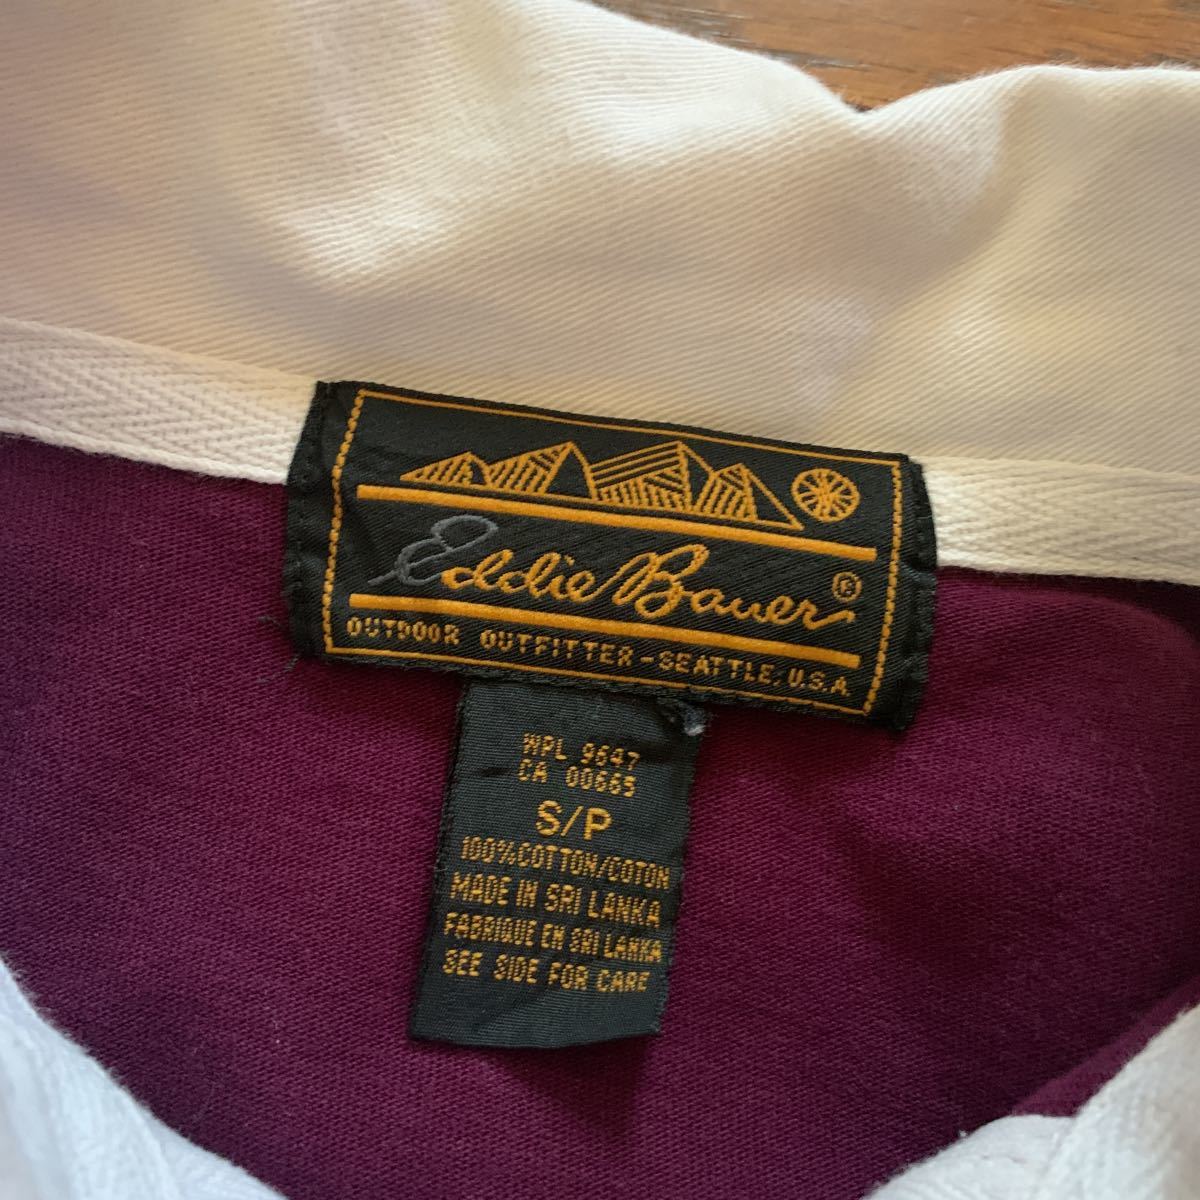 Eddie Bauer ®
OUTDOOR OUTFITTER - SEATTLE, U.S.A.
WPL 9647
CA 00665
S/P
100%COTTON/COTON
MADE IN SRI LANKA
FABRIQUE EN SRI LANKA
SEE SIDE FOR CARE